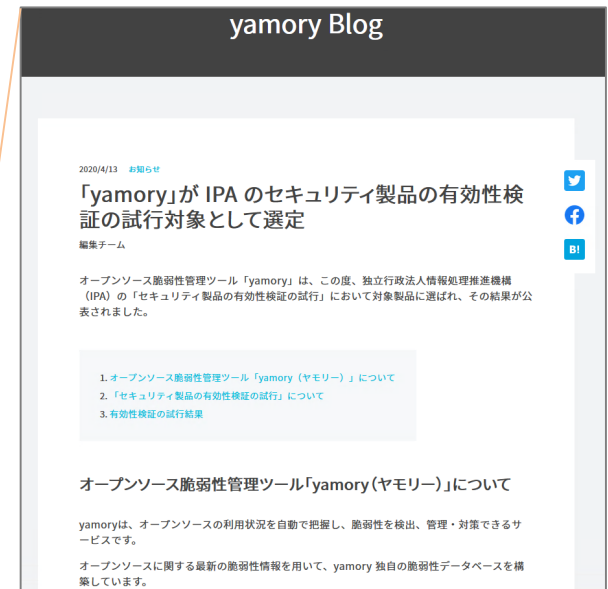 yamory Blog
2020/4/13 お知らせ
「yamory」が IPA のセキュリティ製品の有効性検
証の試行対象として選定
編集チーム
オープンソース脆弱性管理ツール「yamory」は、この度、独立行政法人情報処理推進機構
（IPA）の「セキュリティ製品の有効性検証の試行」において対象製品に選ばれ、その結果が公
表されました。
1. オープンソース脆弱性管理ツール「yamory（ヤモリー）」について
2. 「セキュリティ製品の有効性検証の試行」について
3. 有効性検証の試行結果
オープンソース脆弱性管理ツール「yamory（ヤモリー）」について
yamoryは、オープンソースの利用状況を自動で把握し、脆弱性を検出、管理・対策できるサ
ービスです。
オープンソースに関する最新の脆弱性情報を用いて、yamory 独自の脆弱性データベースを構
築しています。
B!